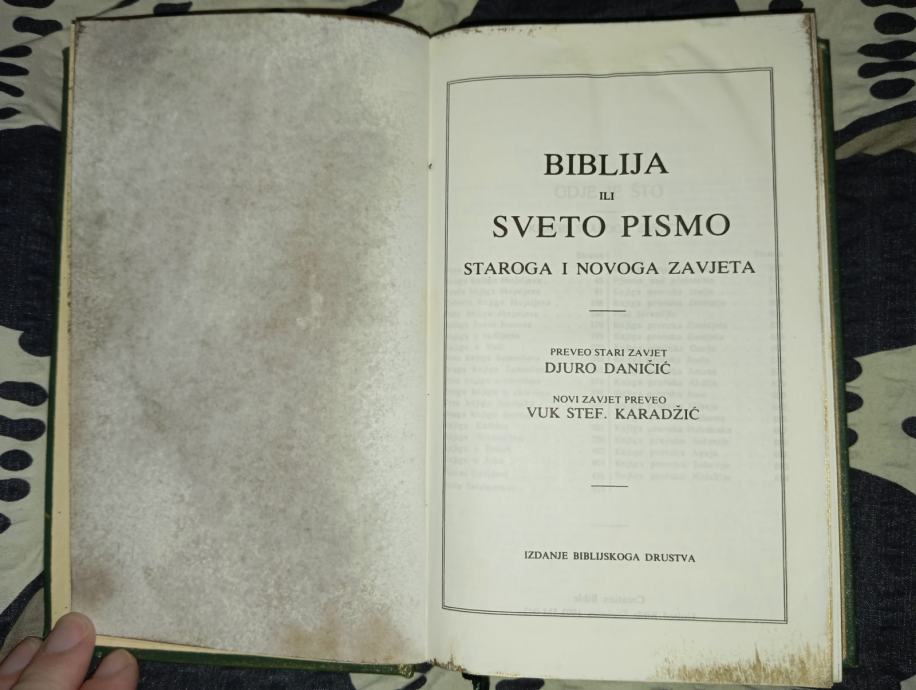 BIBLIJA
ILI
SVETO PISMO
STAROGA I NOVOGA ZAVJETA
PREVEO STARI ZAVJET
DJURO DANIČIĆ
NOVI ZAVJET PREVEO
VUK STEF. KARADŽIĆ
IZDANJE BIBLIJSKOGA DRUSTVA